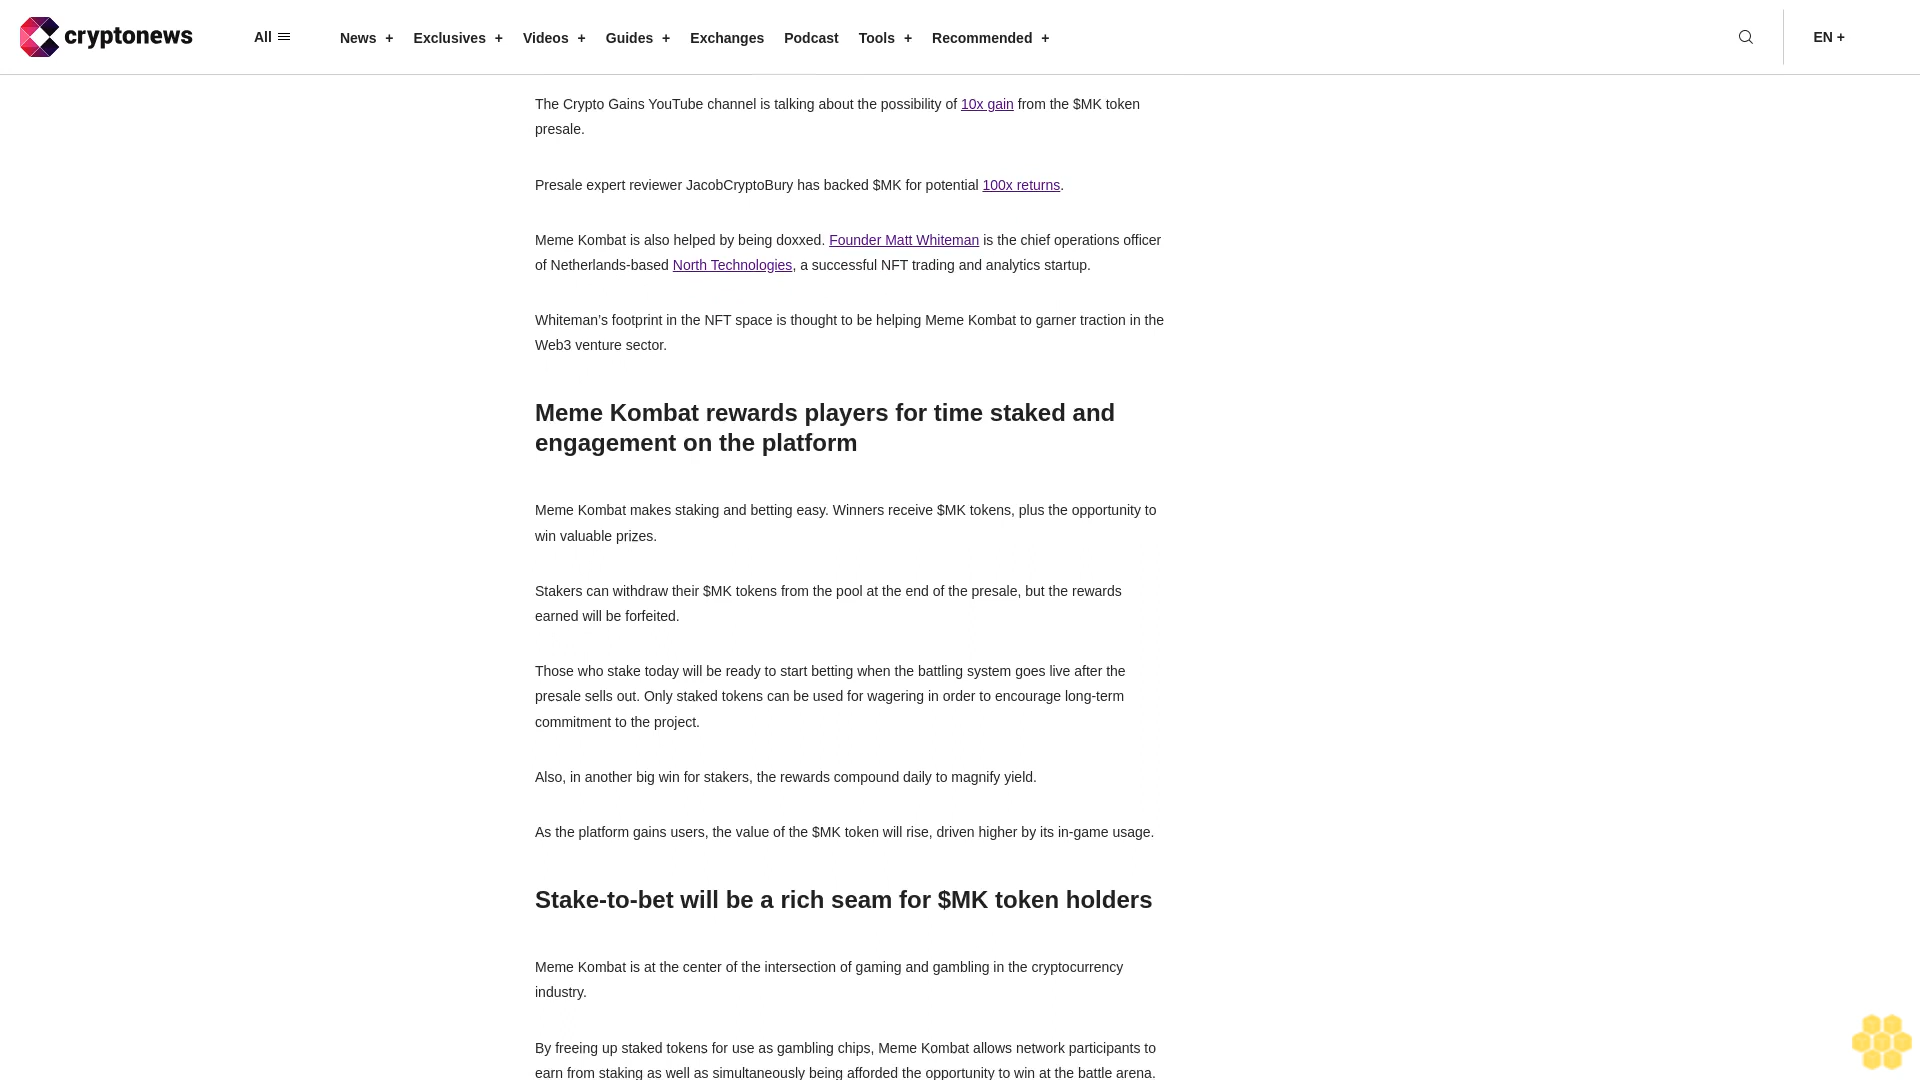 cryptonews All News + Exclusives + Videos + Guides + Exchanges Podcast Tools + Recommended + EN +
The Crypto Gains YouTube channel is talking about the possibility of 10x gain from the $MK token
presale.
Presale expert reviewer JacobCryptoBury has backed $MK for potential 100x returns.
Meme Kombat is also helped by being doxxed. Founder Matt Whiteman is the chief operations officer
of Netherlands-based North Technologies, a successful NFT trading and analytics startup.
Whiteman’s footprint in the NFT space is thought to be helping Meme Kombat to garner traction in the
Web3 venture sector.
Meme Kombat rewards players for time staked and
engagement on the platform
Meme Kombat makes staking and betting easy. Winners receive $MK tokens, plus the opportunity to
win valuable prizes.
Stakers can withdraw their $MK tokens from the pool at the end of the presale, but the rewards
earned will be forfeited.
Those who stake today will be ready to start betting when the battling system goes live after the
presale sells out. Only staked tokens can be used for wagering in order to encourage long-term
commitment to the project.
Also, in another big win for stakers, the rewards compound daily to magnify yield.
As the platform gains users, the value of the $MK token will rise, driven higher by its in-game usage.
Stake-to-bet will be a rich seam for $MK token holders
Meme Kombat is at the center of the intersection of gaming and gambling in the cryptocurrency
industry.
By freeing up staked tokens for use as gambling chips, Meme Kombat allows network participants to
earn from staking as well as simultaneously being afforded the opportunity to win at the battle arena.